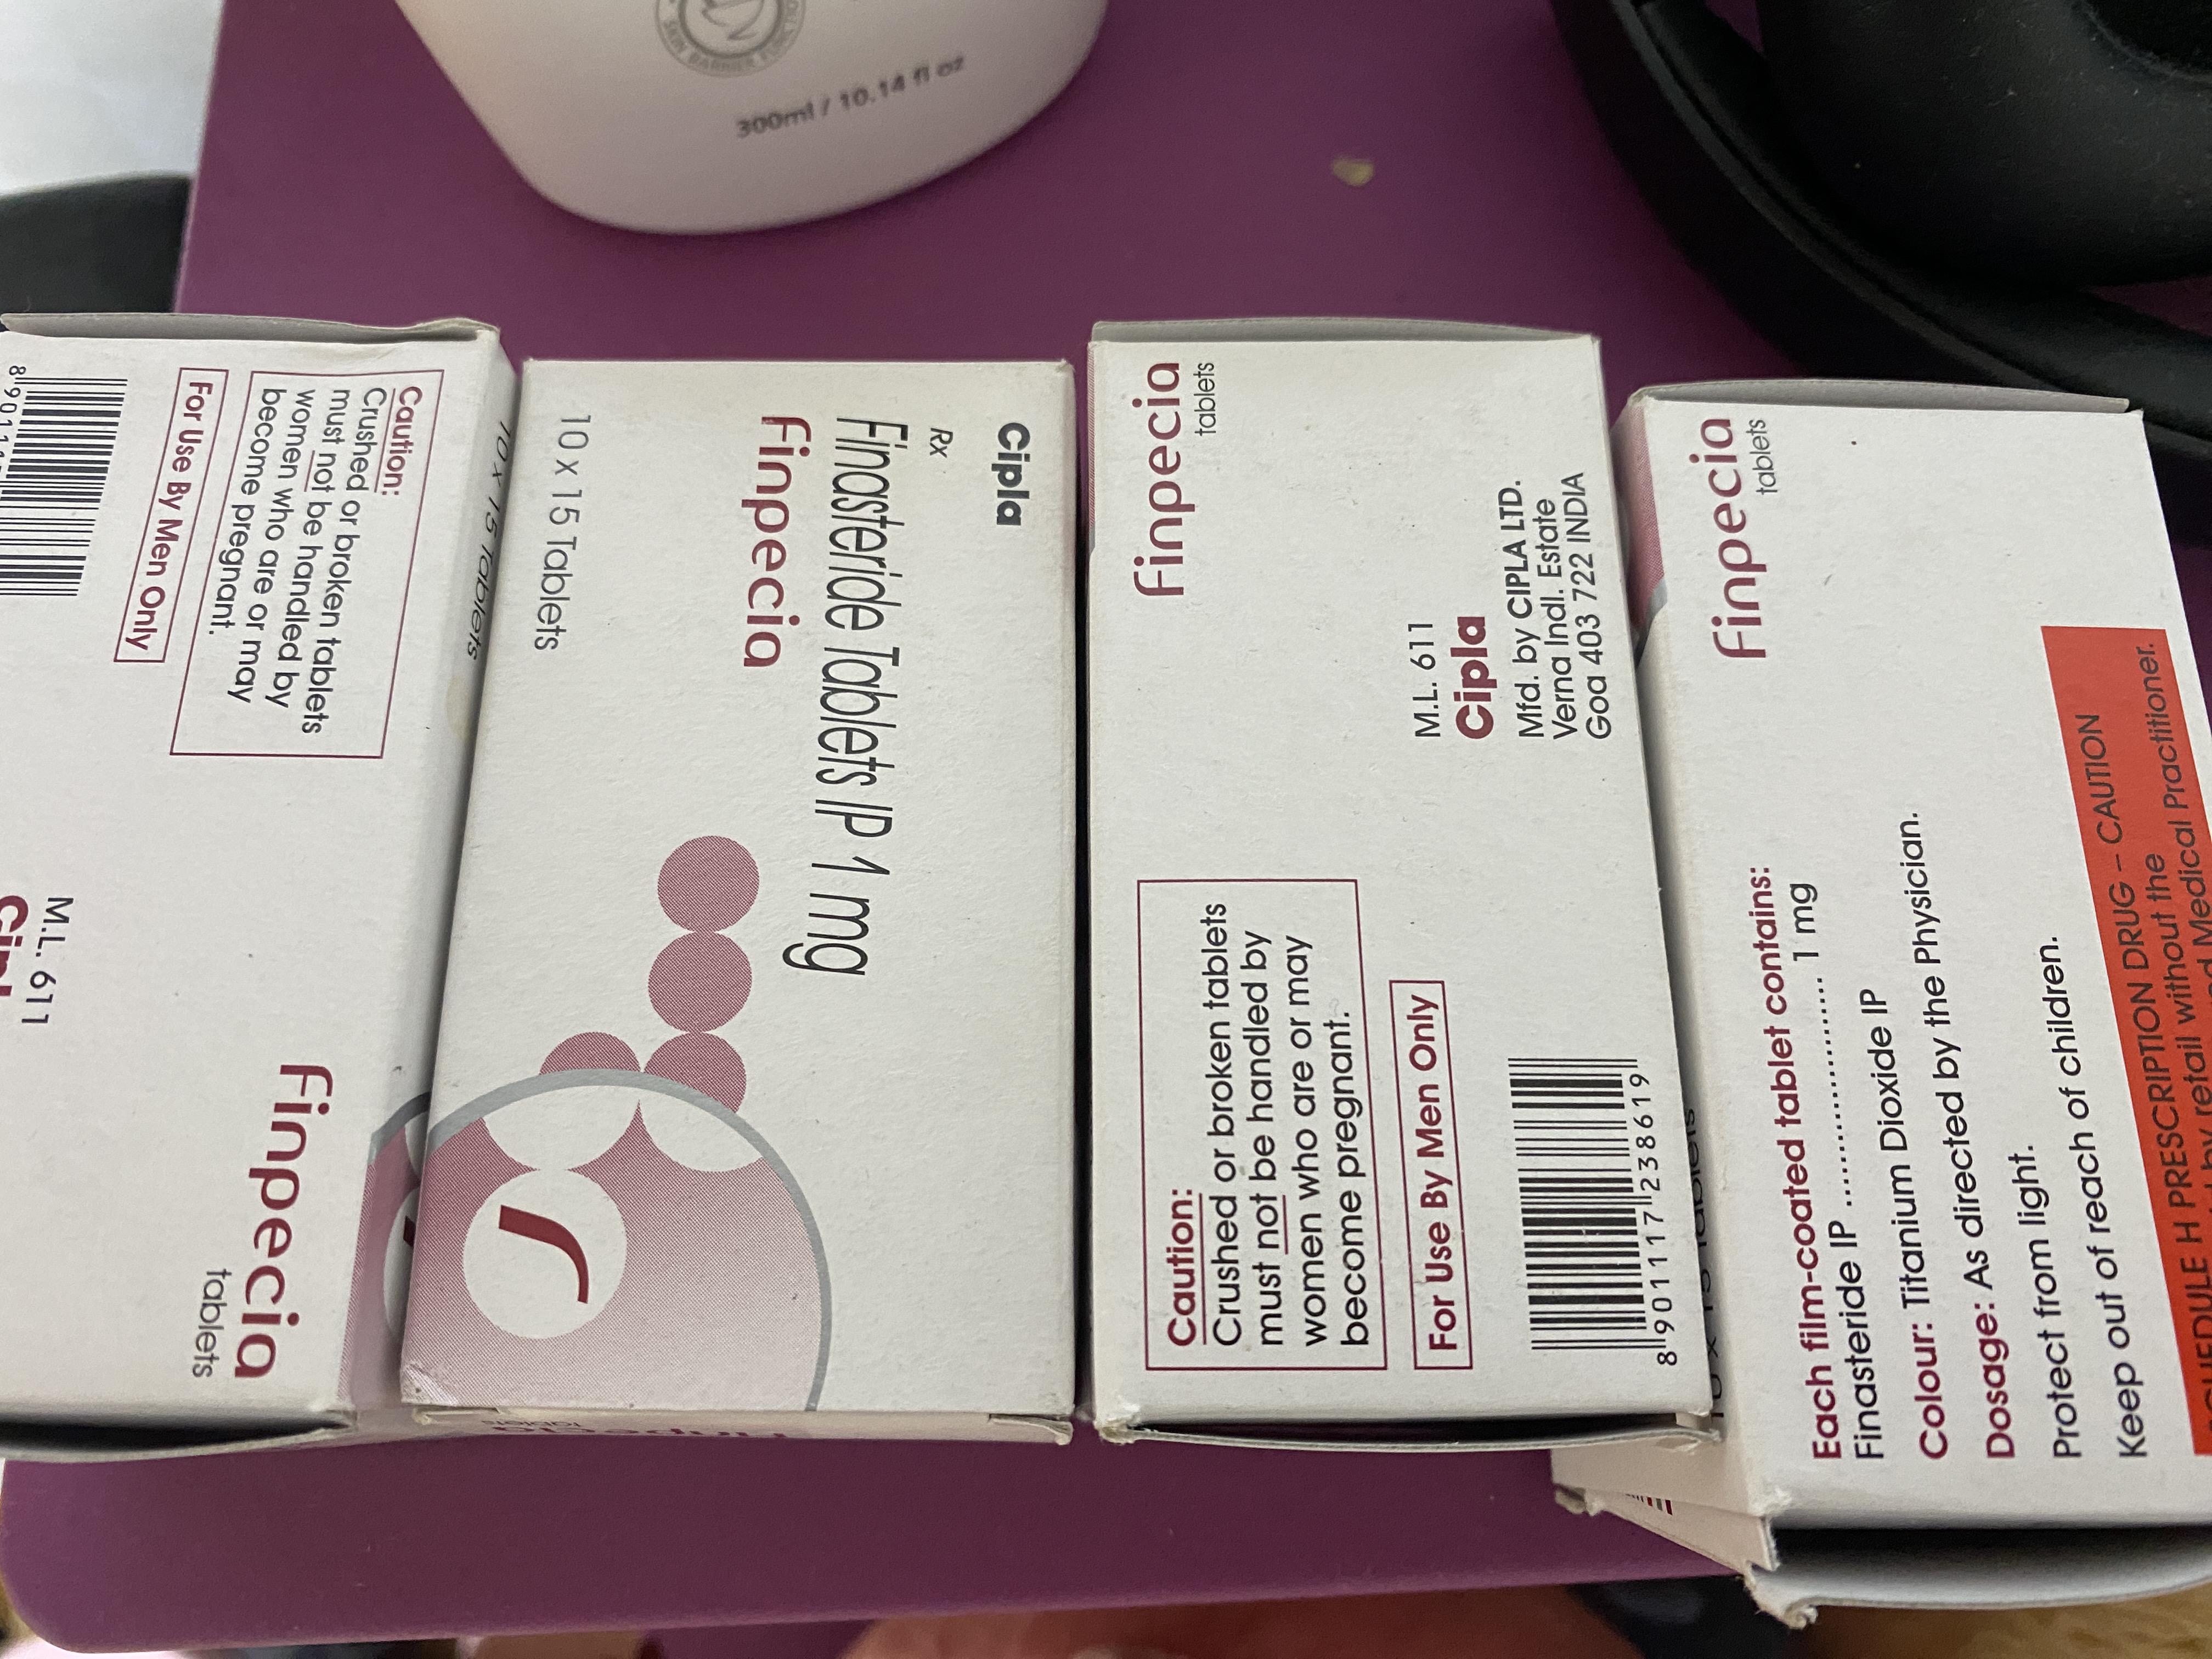 300ml / 10.14 fl oz
SKIN BARRIER
Caution:
Crushed or broken tablets
must not be handled by
women who are or may
become pregnant.
For Use By Men Only
M.L. 611
Finpecia
tablets
10 x 15 Tablets
Cipla
Rx
Finasteride Tablets IP 1 mg
Finpecia
10 x 15 Tablets
Finpecia
tablets
M.L. 611
Cipla
Mfd. by CIPLA LTD.
Verna Indl. Estate
Goa 403 722 INDIA
Caution:
Crushed or broken tablets
must not be handled by
women who are or may
become pregnant.
For Use By Men Only
8 901117 238619
Finpecia
tablets
Each film-coated tablet contains:
Finasteride IP ........................ 1 mg
Colour: Titanium Dioxide IP
Dosage: As directed by the Physician.
Protect from light.
Keep out of reach of children.
H PRESCRIPTION DRUG – CAUTION
by retail without the
Medical Practitioner.